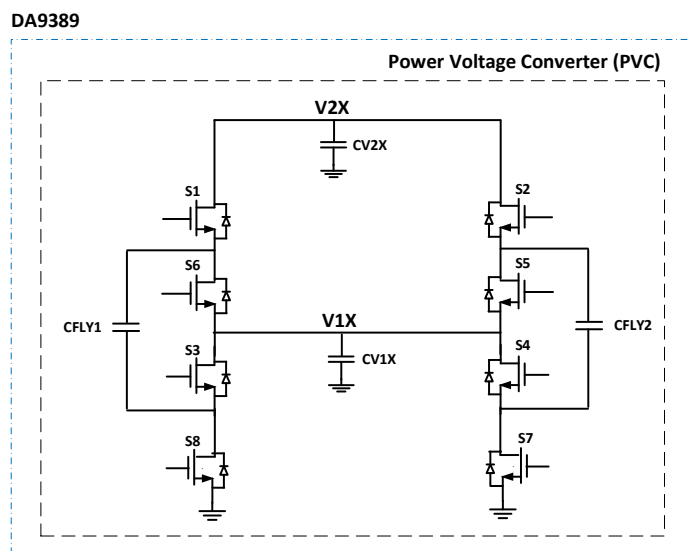 DA9389
Power Voltage Converter (PVC)
V2X
CV2X
S1
S2
S6
S5
CFLY1
V1X
CFLY2
S3
CV1X
S4
S8
S7